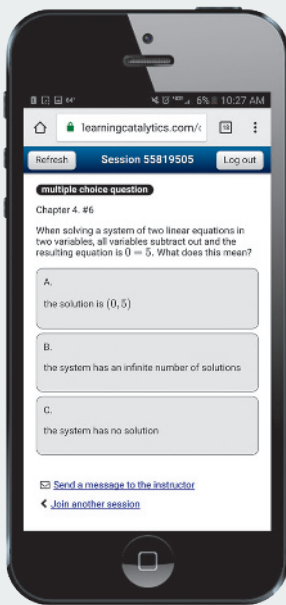 64°
6% 10:27 AM
learningcatalytics.com/
Refresh
Session 55819505
Log out
multiple choice question
Chapter 4. #6
When solving a system of two linear equations in
two variables, all variables subtract out and the
resulting equation is 0 = 5. What does this mean?
A.
the solution is (0, 5)
B.
the system has an infinite number of solutions
C.
the system has no solution
Send a message to the instructor
Join another session